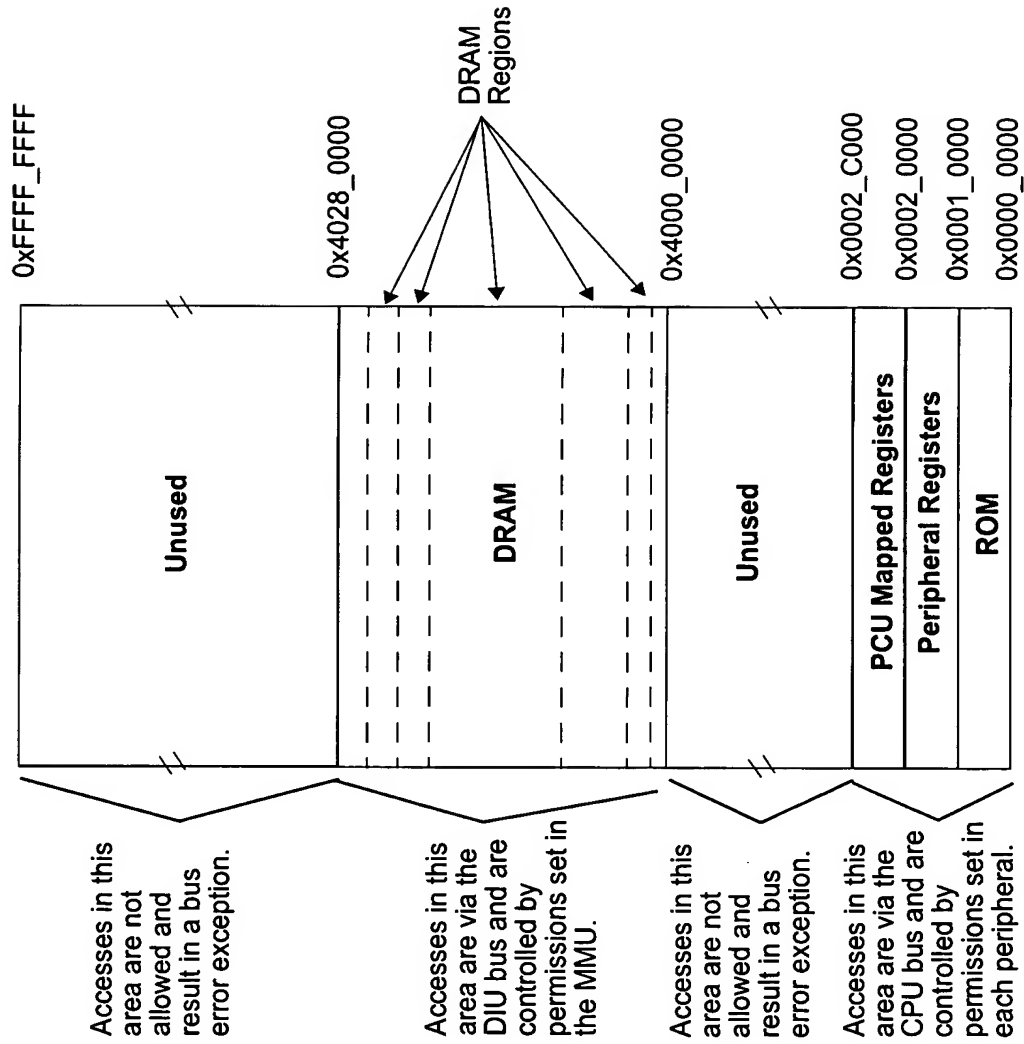 Accesses in this
area are not
allowed and
result in a bus
error exception.
Unused
0xFFFF_FFFF
Accesses in this
area are via the
DIU bus and are
controlled by
permissions set in
the MMU.
DRAM
0x4028_0000
DRAM
Regions
Accesses in this
area are not
allowed and
result in a bus
error exception.
Unused
0x4000_0000
Accesses in this
area are via the
CPU bus and are
controlled by
permissions set in
each peripheral.
PCU Mapped Registers
Peripheral Registers
ROM
0x0002_C000
0x0002_0000
0x0001_0000
0x0000_0000